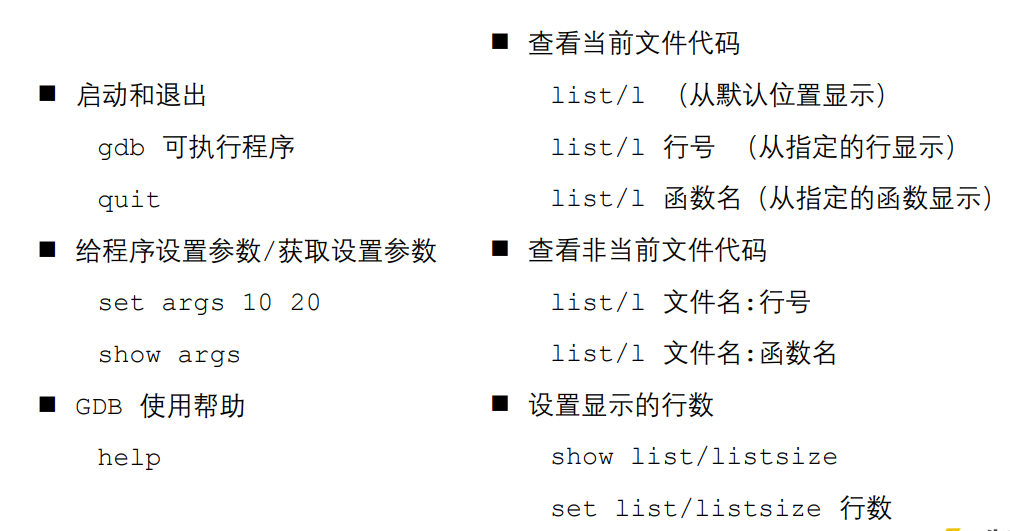 ■ 启动和退出
gdb 可执行程序
quit
■ 给程序设置参数/获取设置参数
set args 10 20
show args
■ GDB 使用帮助
help
■ 查看当前文件代码
list/l （从默认位置显示）
list/l 行号 （从指定的行显示）
list/l 函数名（从指定的函数显示）
■ 查看非当前文件代码
list/l 文件名:行号
list/l 文件名:函数名
■ 设置显示的行数
show list/listsize
set list/listsize 行数